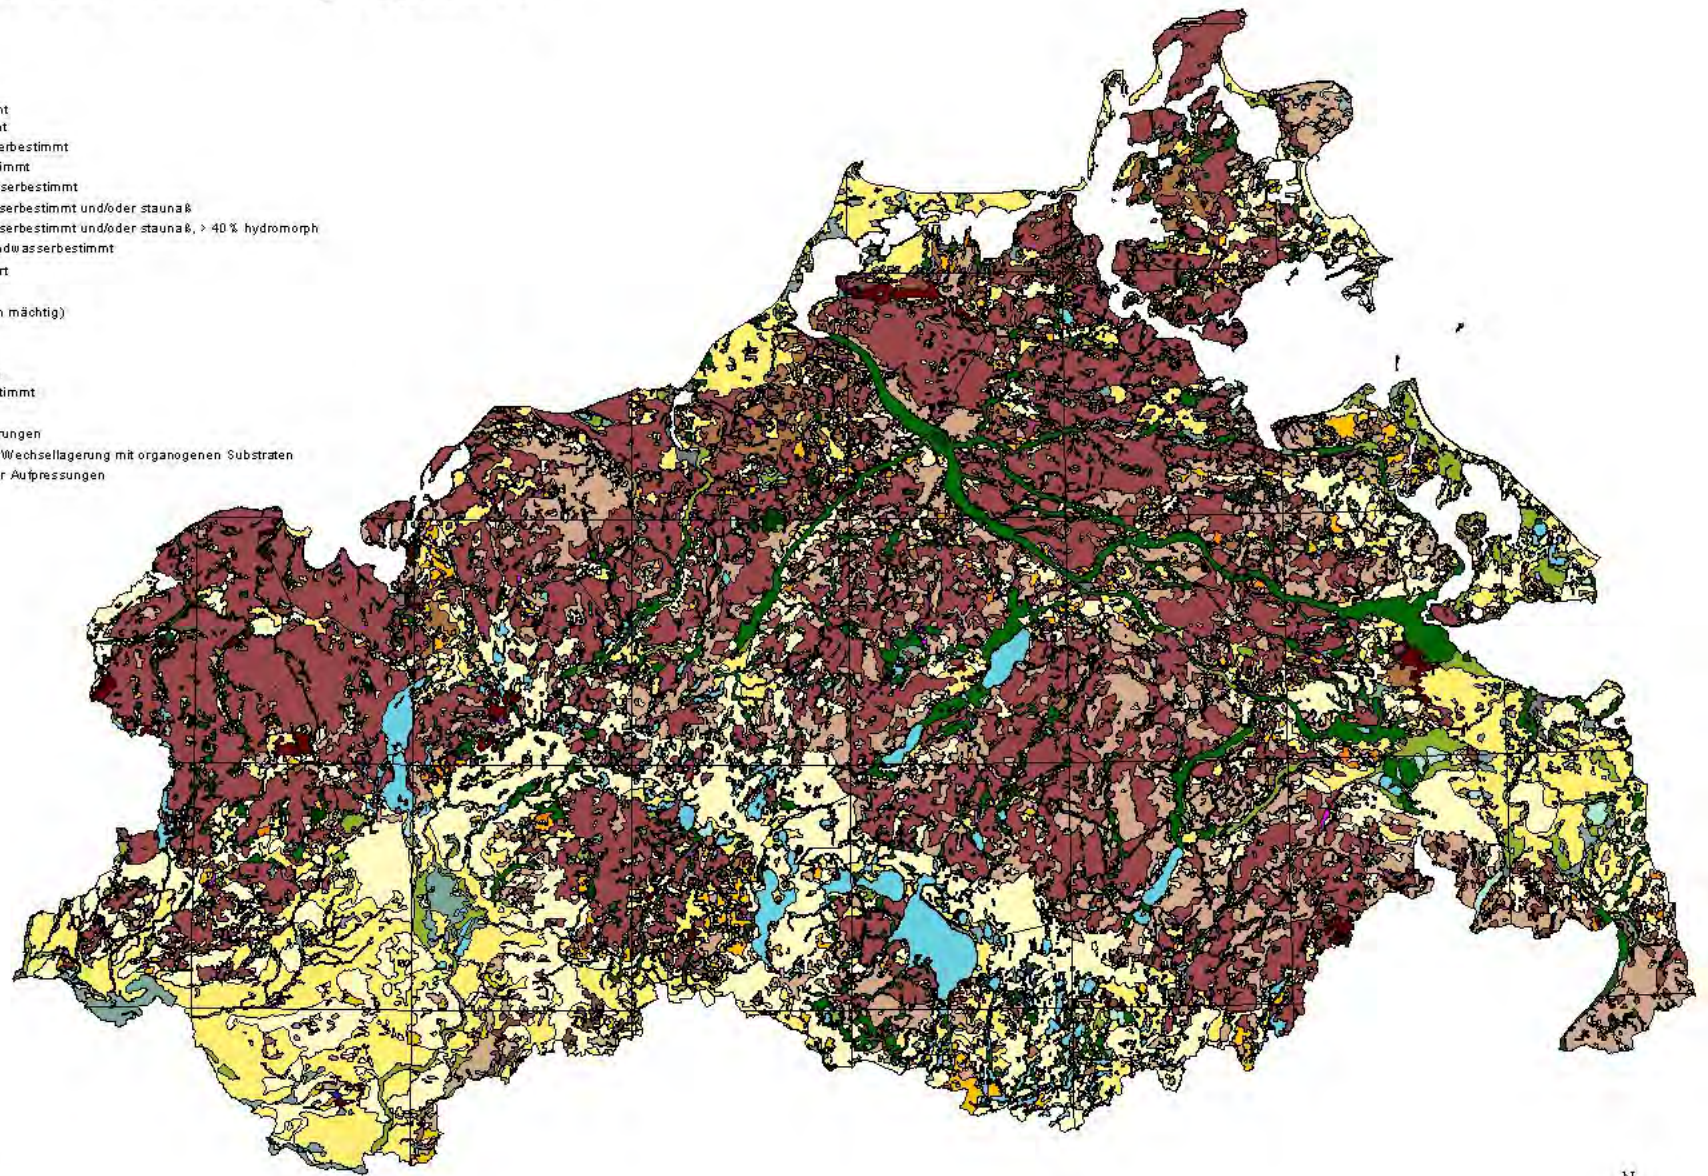 nt
nt
erbestimmt
immt
serbestimmt
serbestimmt und/oder staunaß
serbestimmt und/oder staunaß, > 40 % hydromorph
ndwasserbestimmt
rt
n mächtig)
timmt
rungen
Wechsellagerung mit organogenen Substraten
r Aufpressungen
N